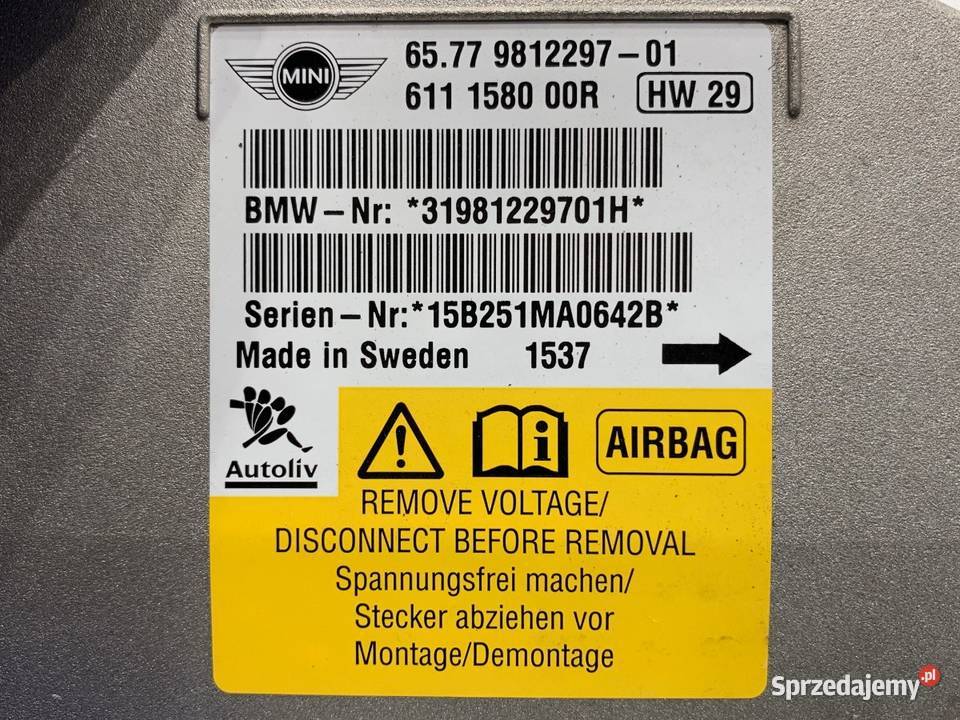 MINI
65.77 9812297-01
611 1580 00R HW 29
BMW-Nr: *31981229701H*
Serien-Nr:*15B251MA0642B*
Made in Sweden 1537
Autoliv
AIRBAG
REMOVE VOLTAGE/
DISCONNECT BEFORE REMOVAL
Spannungsfrei machen/
Stecker abziehen vor
Montage/Demontage
Sprzedajemy.pl